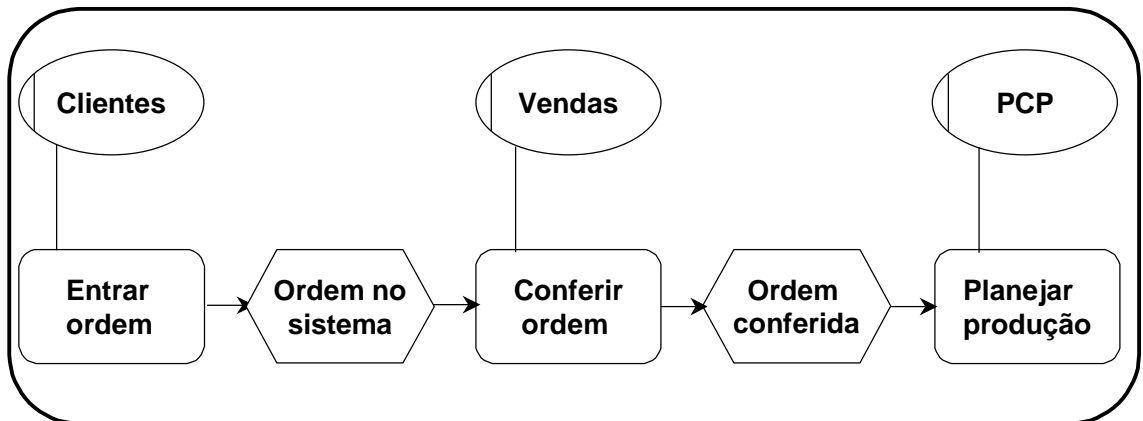 Clientes
Vendas
PCP
Entrar
ordem
Ordem no
sistema
Conferir
ordem
Ordem
conferida
Planejar
produção